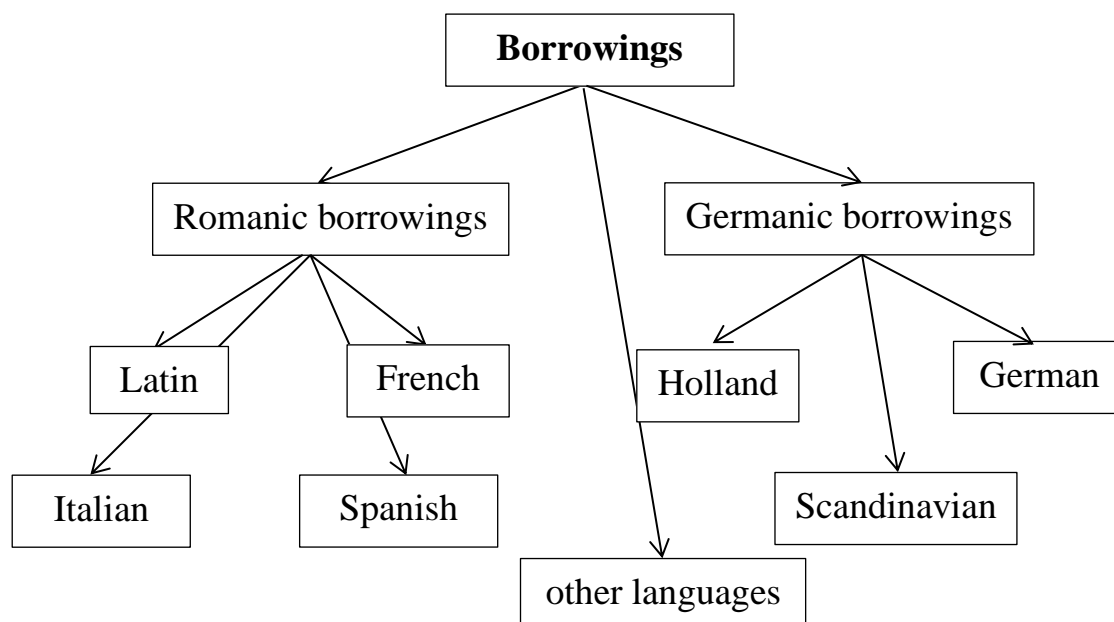 Borrowings
Romanic borrowings
Germanic borrowings
Latin
French
Holland
German
Italian
Spanish
Scandinavian
other languages